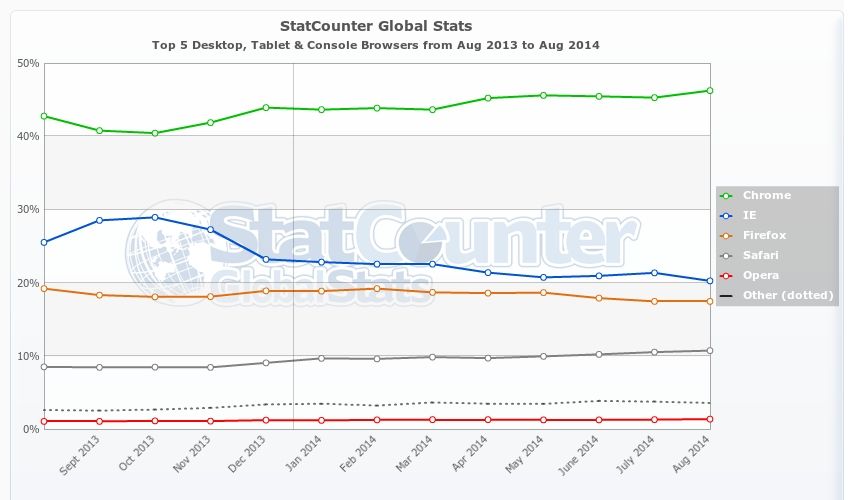 StatCounter Global Stats
Top 5 Desktop, Tablet & Console Browsers from Aug 2013 to Aug 2014
50%
40%
30%
20%
10%
0%
StatCounter
GlobalStats
Chrome
IE
Firefox
Safari
Opera
Other (dotted)
Sept 2013
Oct 2013
Nov 2013
Dec 2013
Jan 2014
Feb 2014
Mar 2014
Apr 2014
May 2014
June 2014
July 2014
Aug 2014